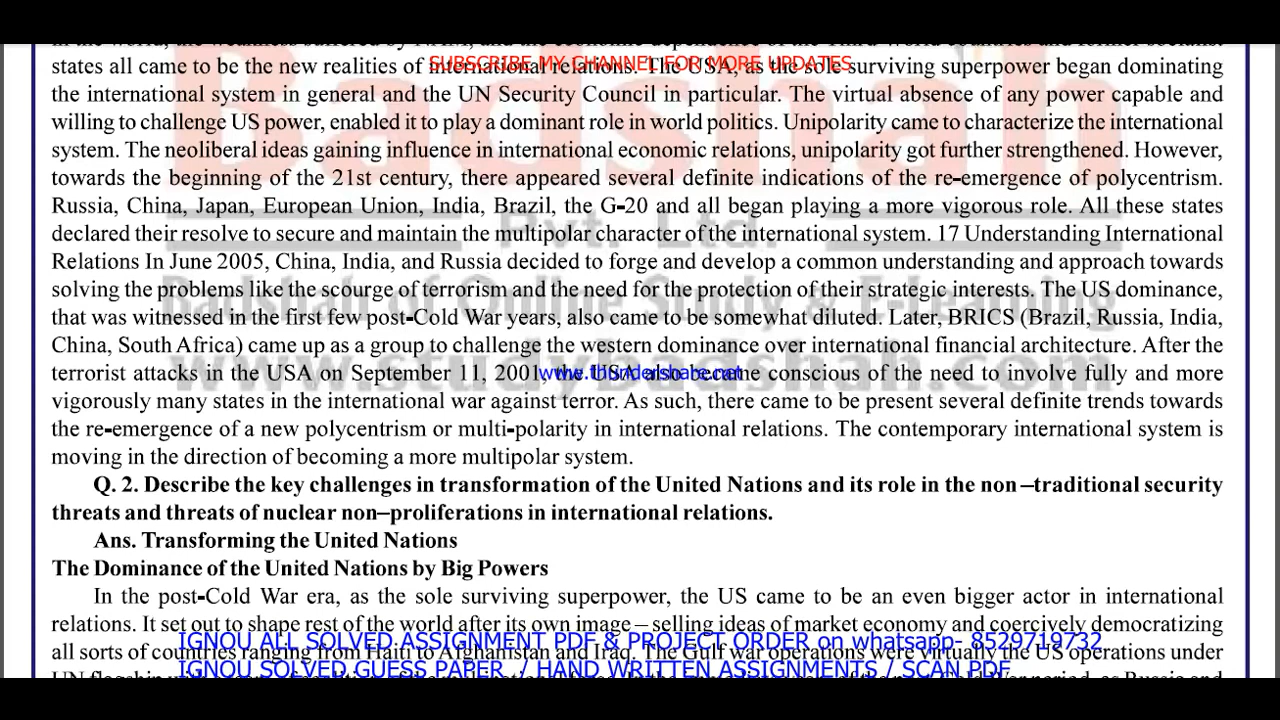 in the world, the
states all came to be the new realities of international relations. The USA, as the sole surviving superpower began dominating
SUBSCRIBE MY CHANNEL FOR MORE UPDATES
the international system in general and the UN Security Council in particular. The virtual absence of any power capable and
willing to challenge US power, enabled it to play a dominant role in world politics. Unipolarity came to characterize the international
system. The neoliberal ideas gaining influence in international economic relations, unipolarity got further strengthened. However,
towards the beginning of the 21st century, there appeared several definite indications of the re-emergence of polycentrism.
Russia, China, Japan, European Union, India, Brazil, the G-20 and all began playing a more vigorous role. All these states
declared their resolve to secure and maintain the multipolar character of the international system. 17 Understanding International
Relations In June 2005, China, India, and Russia decided to forge and develop a common understanding and approach towards
solving the problems like the scourge of terrorism and the need for the protection of their strategic interests. The US dominance,
that was witnessed in the first few post-Cold War years, also came to be somewhat diluted. Later, BRICS (Brazil, Russia, India,
China, South Africa) came up as a group to challenge the western dominance over international financial architecture. After the
terrorist attacks in the USA on September 11, 2001, the USA also became conscious of the need to involve fully and more
www.thundershare.net
vigorously many states in the international war against terror. As such, there came to be present several definite trends towards
the re-emergence of a new polycentrism or multi-polarity in international relations. The contemporary international system is
moving in the direction of becoming a more multipolar system.
Badshah
Pvt. Ltd.
Badshah of Online Study & E-learning
www.studybadshah.com
Q. 2. Describe the key challenges in transformation of the United Nations and its role in the non–traditional security
threats and threats of nuclear non–proliferations in international relations.
Ans. Transforming the United Nations
The Dominance of the United Nations by Big Powers
In the post-Cold War era, as the sole surviving superpower, the US came to be an even bigger actor in international
relations. It set out to shape rest of the world after its own image – selling ideas of market economy and coercively democratizing
IGNOU ALL SOLVED ASSIGNMENT PDF & PROJECT ORDER on whatsapp- 8529719732
all sorts of countries ranging from Haiti to Afghanistan and Iraq. The Gulf war operations were virtually the US operations under
IGNOU SOLVED GUESS PAPER / HAND WRITTEN ASSIGNMENTS / SCAN PDF